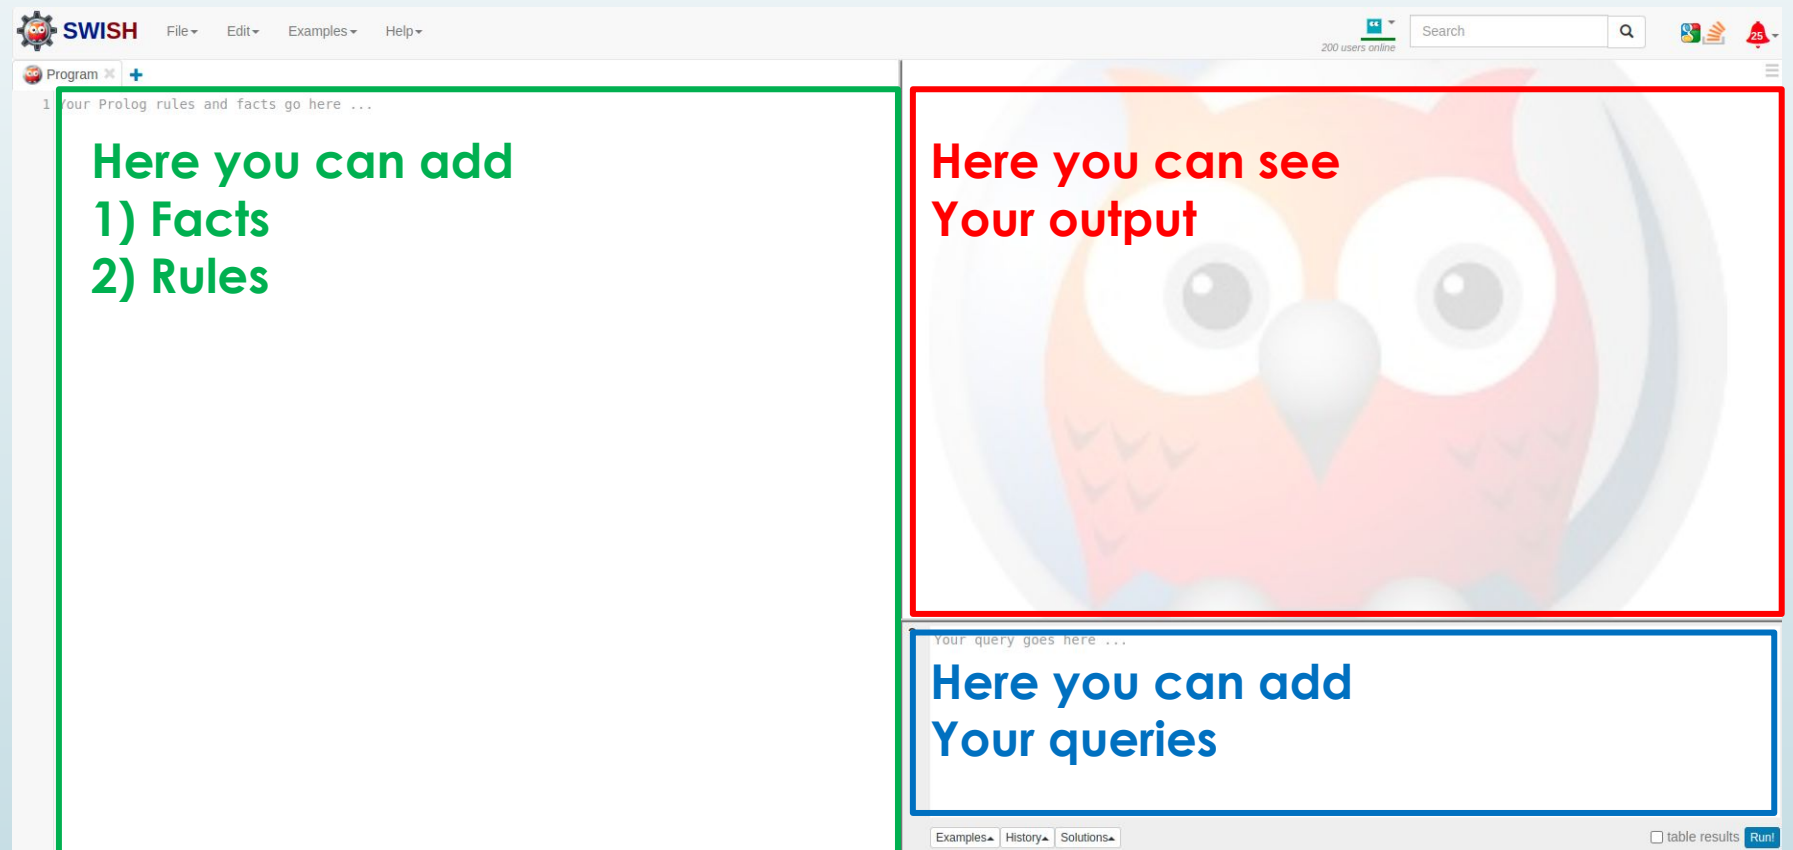 SWISH File Edit Examples Help 200 users online Search 25
Program
1 Your Prolog rules and facts go here ...
Here you can add
1) Facts
2) Rules
Here you can see
Your output
Your query goes here ...
Here you can add
Your queries
Examples History Solutions table results Run!